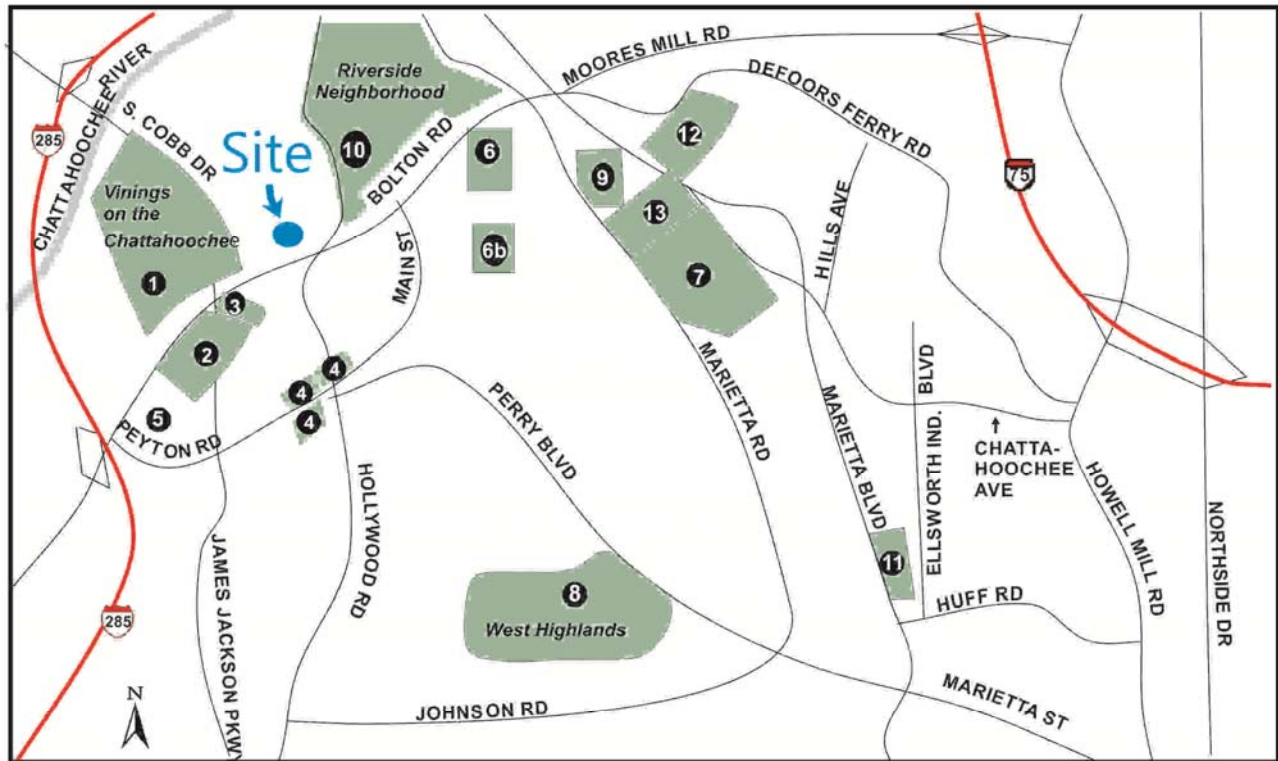 MOORES MILL RD
DEFOORS FERRY RD
CHATTAHOOCHEE RIVER
285
S. COBB DR
Riverside
Neighborhood
10
BOLTON RD
Site
6
12
9
75
Vinings
on the
Chattahoochee
1
13
HILLS AVE
6b
7
MAIN ST
3
2
4
4
4
5
PEYTON RD
PERRY BLVD
MARIETTA RD
MARIETTA BLVD
ELLSWORTH IND. BLVD
CHATTA-
HOOCHEE
AVE
HOWELL MILL RD
NORTHSIDE DR
HOLLYWOOD RD
JAMES JACKSON PKWY
11
HUFF RD
8
West Highlands
285
N
JOHNSON RD
MARIETTA ST